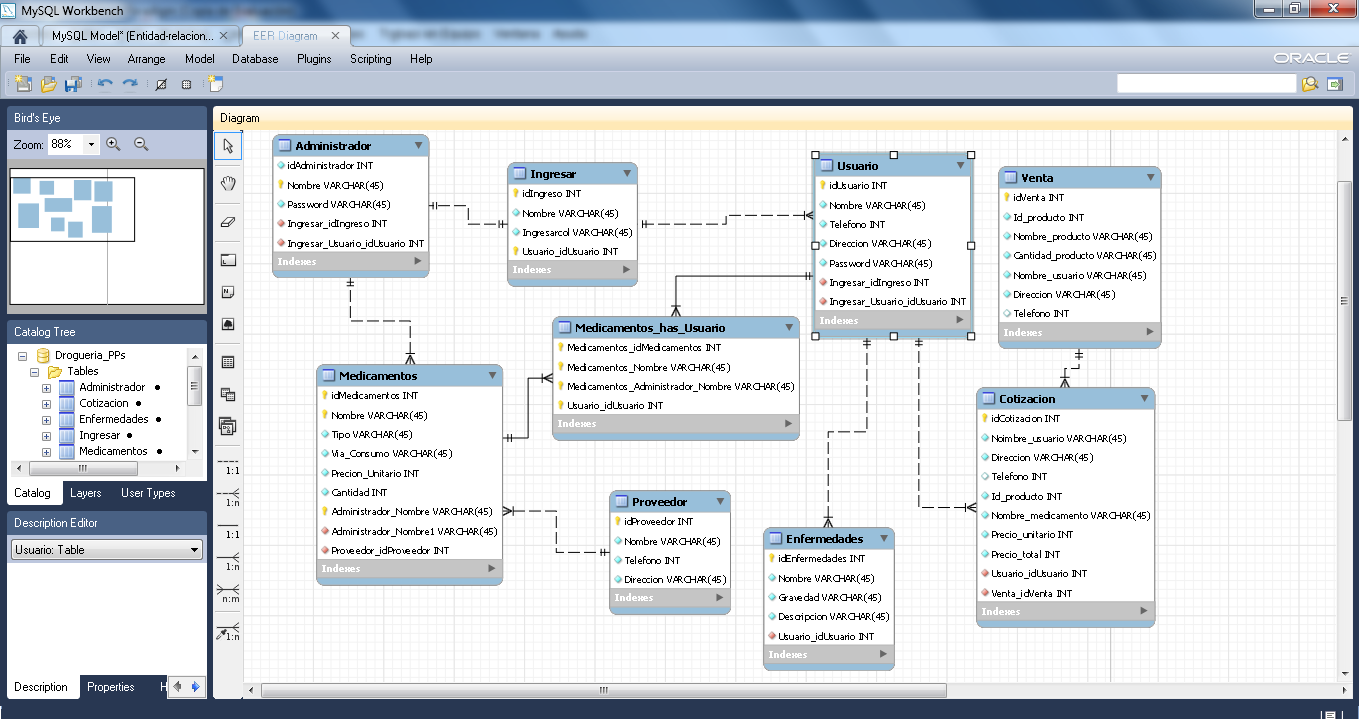 MySQL Workbench
MySQL Model* (Entidad-relacion... ×
EER Diagram ×
File Edit View Arrange Model Database Plugins Scripting Help
ORACLE
Bird's Eye
Zoom: 88%
Catalog Tree
Drogueria_PPs
Tables
Administrador
Cotizacion
Enfermedades
Ingresar
Medicamentos
Catalog Layers User Types
Description Editor
Usuario: Table
Description Properties H
Diagram
1:1
1:n
1:1
1:n
n:m
1:n
Administrador
idAdministrador INT
Nombre VARCHAR(45)
Password VARCHAR(45)
Ingresar_idIngreso INT
Ingresar_Usuario_idUsuario INT
Indexes
Ingresar
idIngreso INT
Nombre VARCHAR(45)
Ingresarcol VARCHAR(45)
Usuario_idUsuario INT
Indexes
Usuario
idUsuario INT
Nombre VARCHAR(45)
Telefono INT
Direccion VARCHAR(45)
Password VARCHAR(45)
Ingresar_idIngreso INT
Ingresar_Usuario_idUsuario INT
Indexes
Venta
idVenta INT
Id_producto INT
Nombre_producto VARCHAR(45)
Cantidad_producto VARCHAR(45)
Nombre_usuario VARCHAR(45)
Direccion VARCHAR(45)
Telefono INT
Indexes
Medicamentos_has_Usuario
Medicamentos_idMedicamentos INT
Medicamentos_Nombre VARCHAR(45)
Medicamentos_Administrador_Nombre VARCHAR(45)
Usuario_idUsuario INT
Indexes
Medicamentos
idMedicamentos INT
Nombre VARCHAR(45)
Tipo VARCHAR(45)
Via_Consumo VARCHAR(45)
Precion_Unitario INT
Cantidad INT
Administrador_Nombre VARCHAR(45)
Administrador_Nombre1 VARCHAR(45)
Proveedor_idProveedor INT
Indexes
Proveedor
idProveedor INT
Nombre VARCHAR(45)
Telefono INT
Direccion VARCHAR(45)
Indexes
Enfermedades
idEnfermedades INT
Nombre VARCHAR(45)
Gravedad VARCHAR(45)
Descripcion VARCHAR(45)
Usuario_idUsuario INT
Indexes
Cotizacion
idCotizacion INT
Noimbre_usuario VARCHAR(45)
Direccion VARCHAR(45)
Telefono INT
Id_producto INT
Nombre_medicamento VARCHAR(45)
Precio_unitario INT
Precio_total INT
Usuario_idUsuario INT
Venta_idVenta INT
Indexes